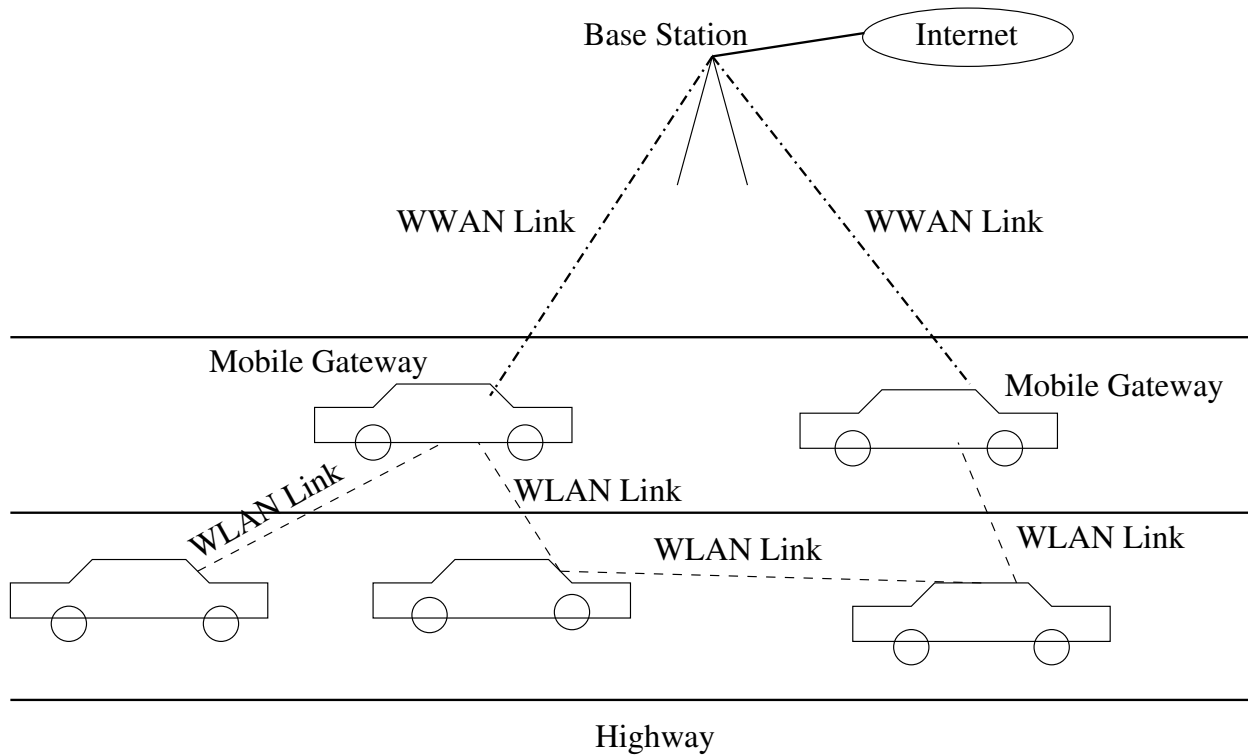 Base Station
Internet
WWAN Link
WWAN Link
Mobile Gateway
Mobile Gateway
WLAN Link
WLAN Link
WLAN Link
WLAN Link
Highway